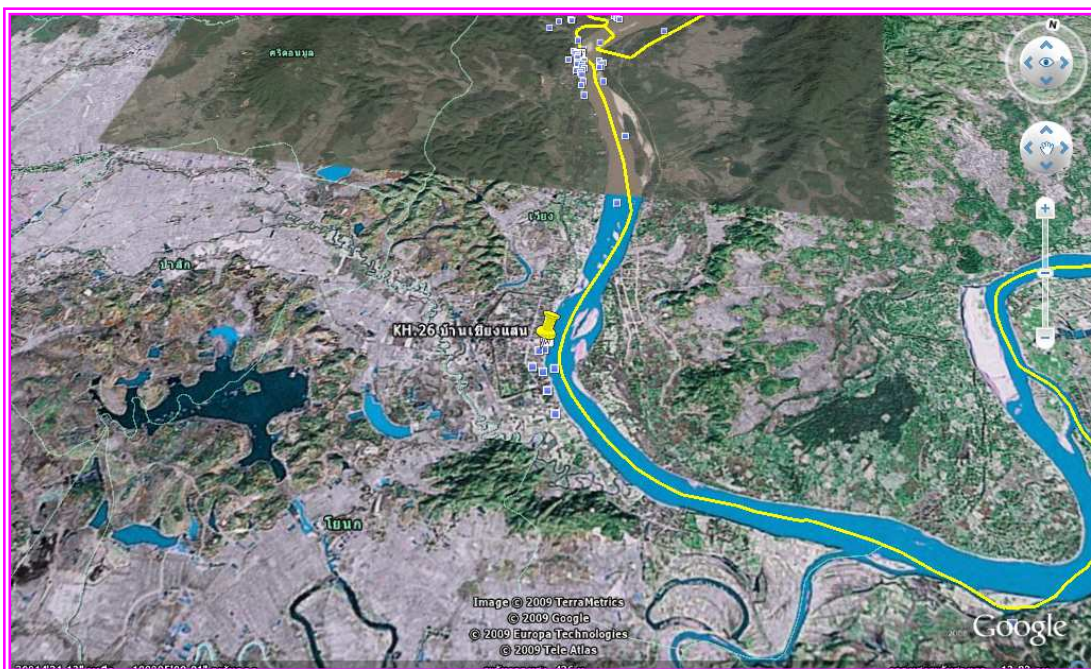 N
ศรีดอนมูล
เวียง
ป่าสัก
KH.26 บ้านเชียงแสน
โยนก
Image © 2009 TerraMetrics
© 2009 Google
© 2009 Europa Technologies
© 2009 Tele Atlas
Google